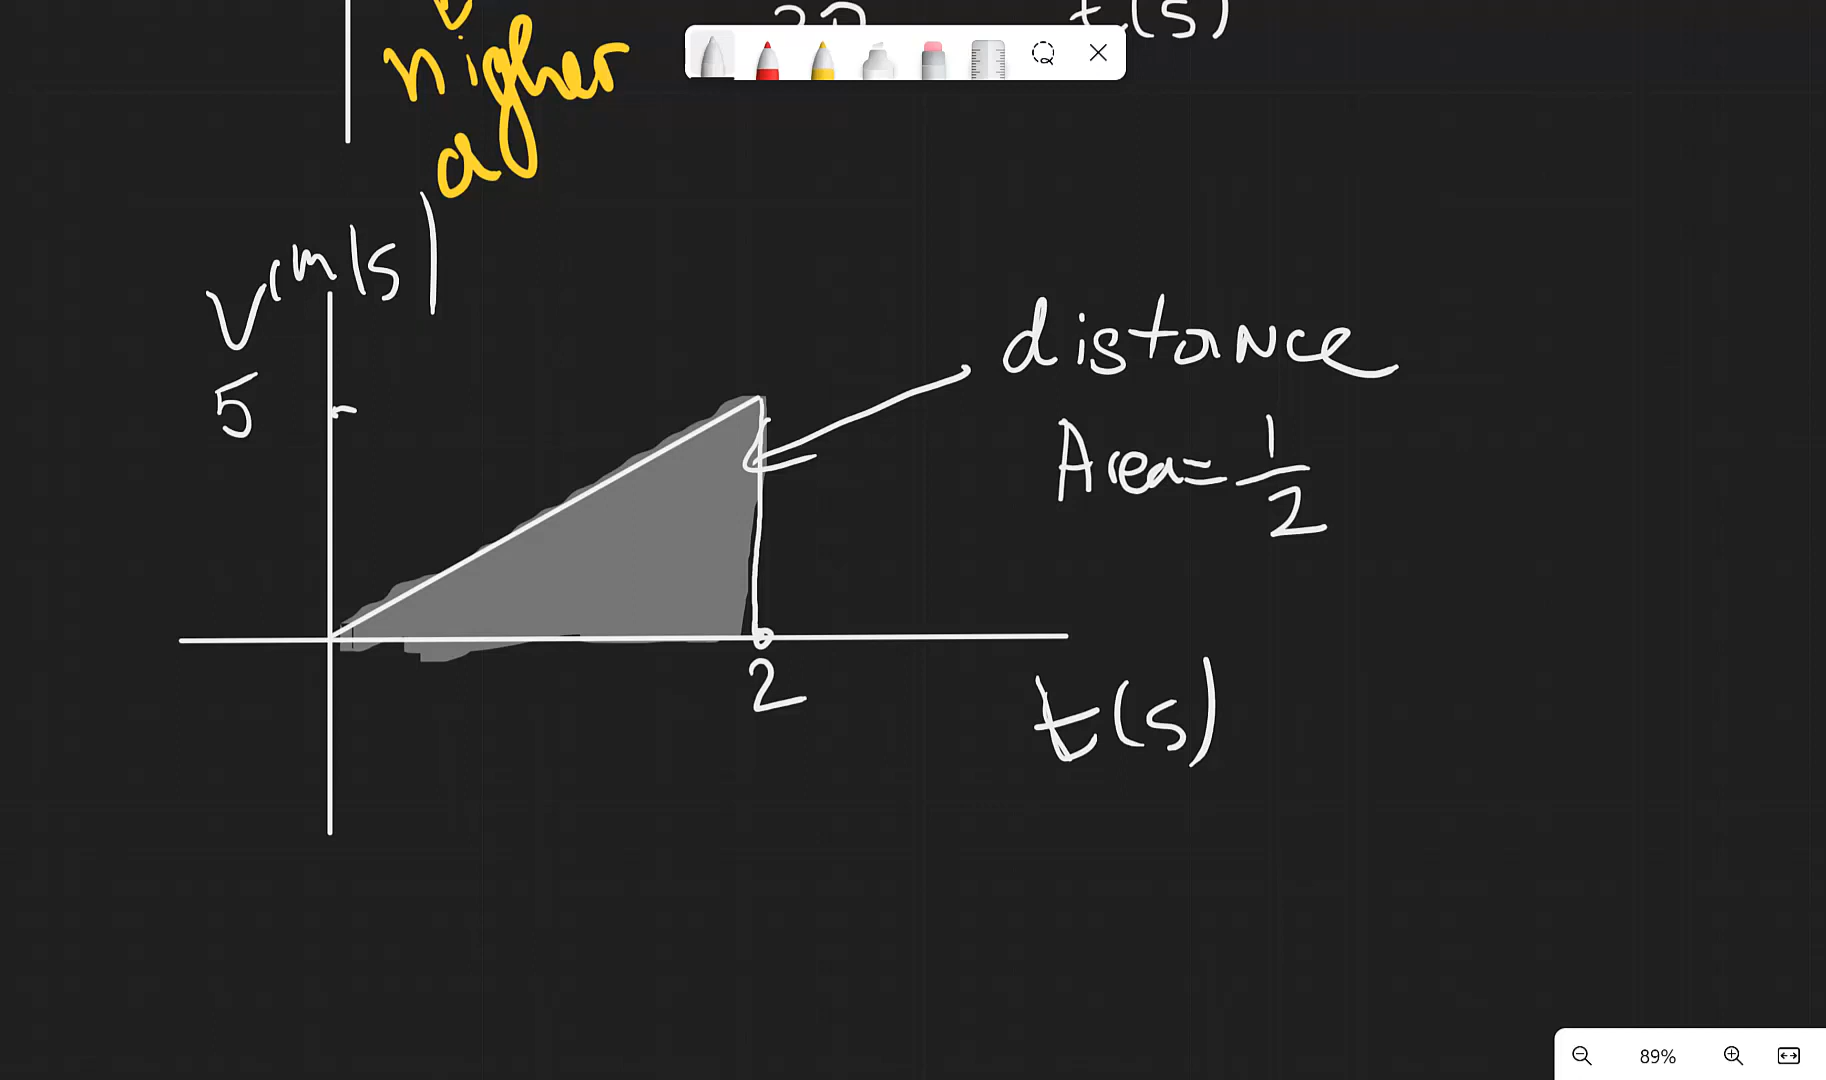 t(s)
higher
a
V(m/s)
5
distance
Area = 1/2
2
t(s)
89%